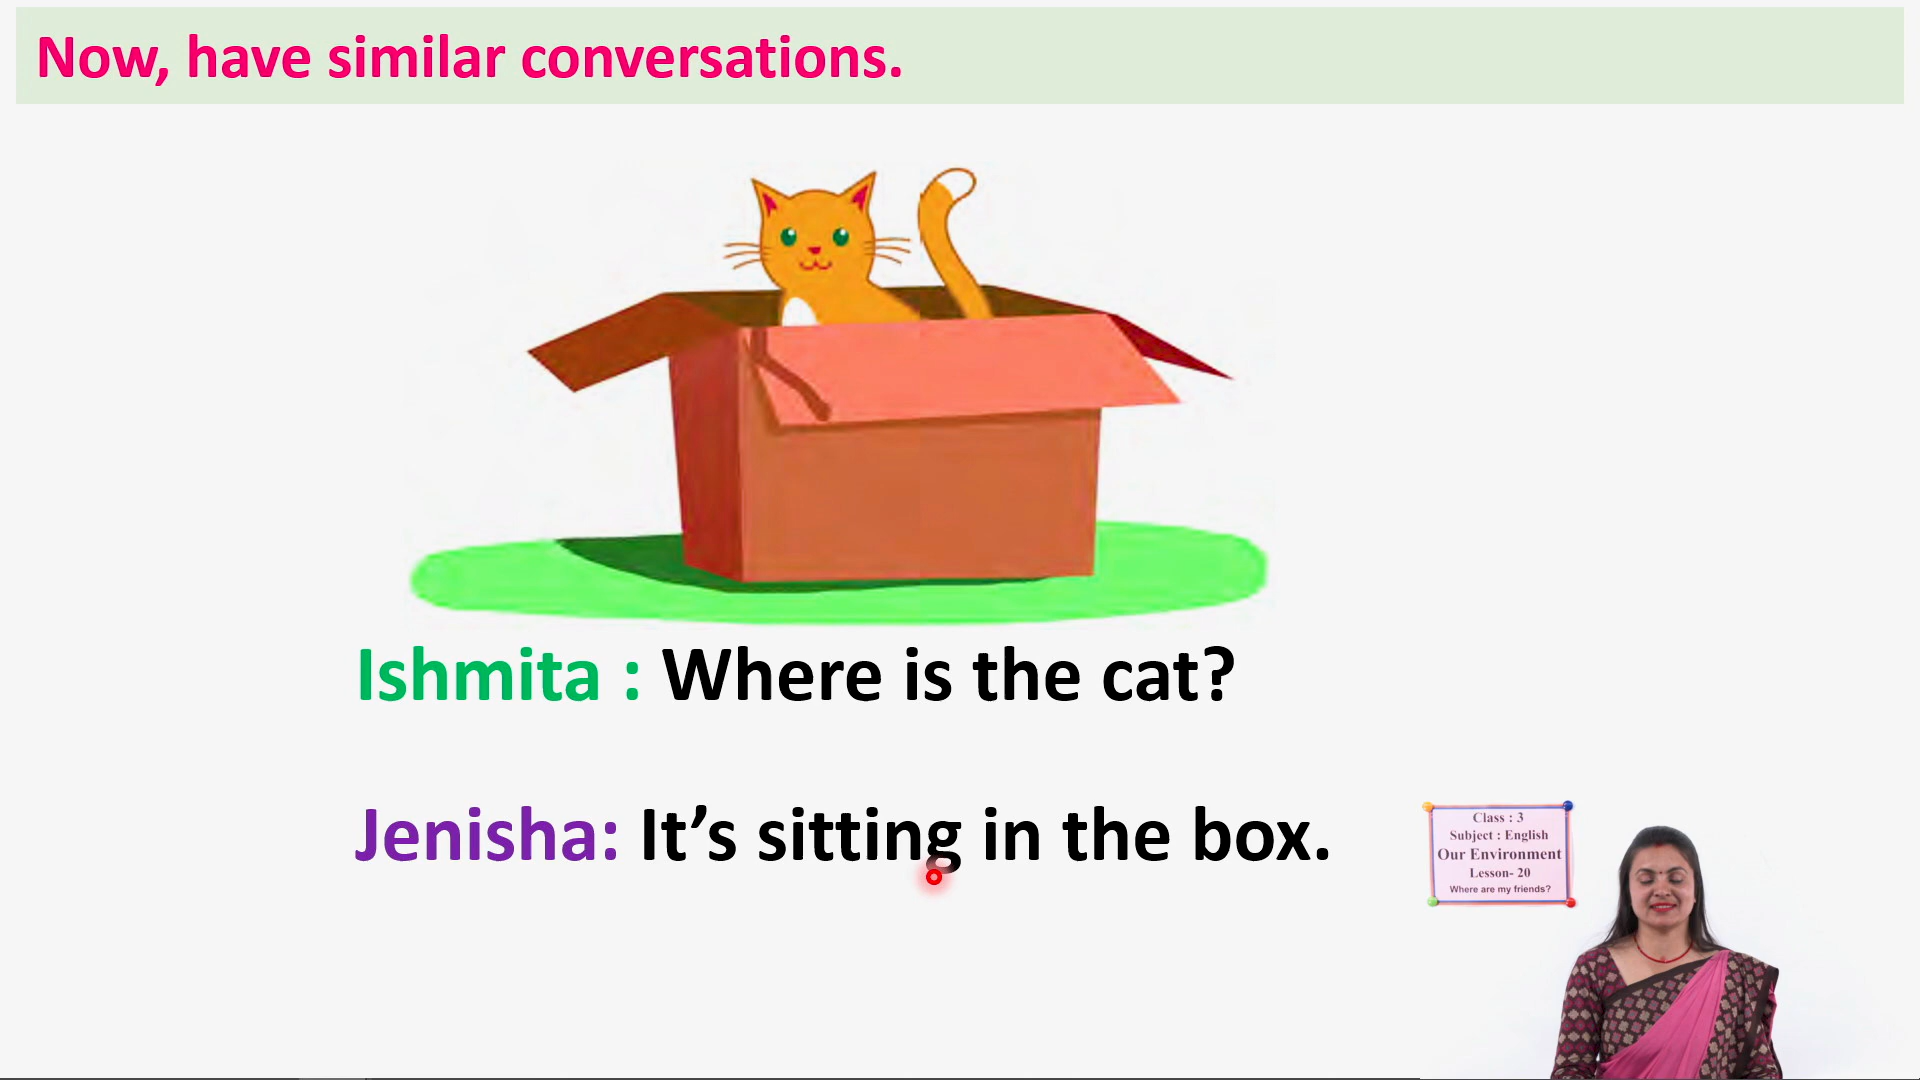 Now, have similar conversations.
Ishmita : Where is the cat?
Jenisha: It’s sitting in the box.
Class : 3
Subject : English
Our Environment
Lesson- 20
Where are my friends?